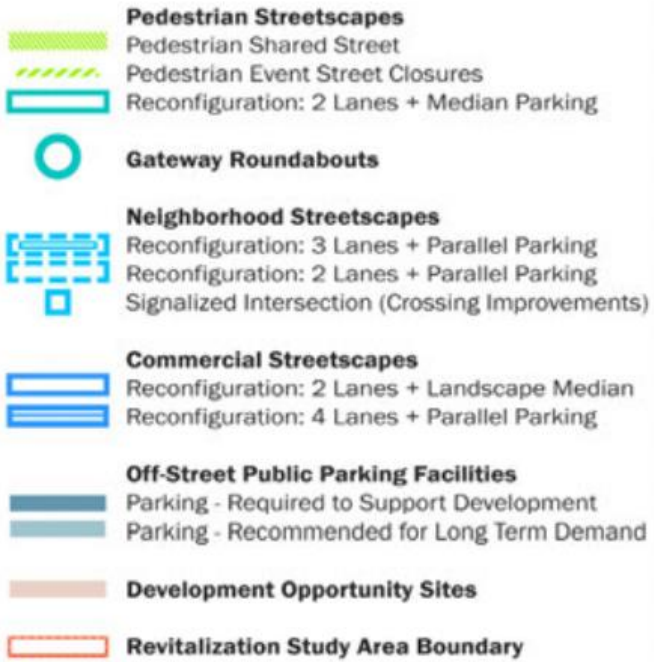 Pedestrian Streetscapes
Pedestrian Shared Street
Pedestrian Event Street Closures
Reconfiguration: 2 Lanes + Median Parking
Gateway Roundabouts
Neighborhood Streetscapes
Reconfiguration: 3 Lanes + Parallel Parking
Reconfiguration: 2 Lanes + Parallel Parking
Signalized Intersection (Crossing Improvements)
Commercial Streetscapes
Reconfiguration: 2 Lanes + Landscape Median
Reconfiguration: 4 Lanes + Parallel Parking
Off-Street Public Parking Facilities
Parking - Required to Support Development
Parking - Recommended for Long Term Demand
Development Opportunity Sites
Revitalization Study Area Boundary